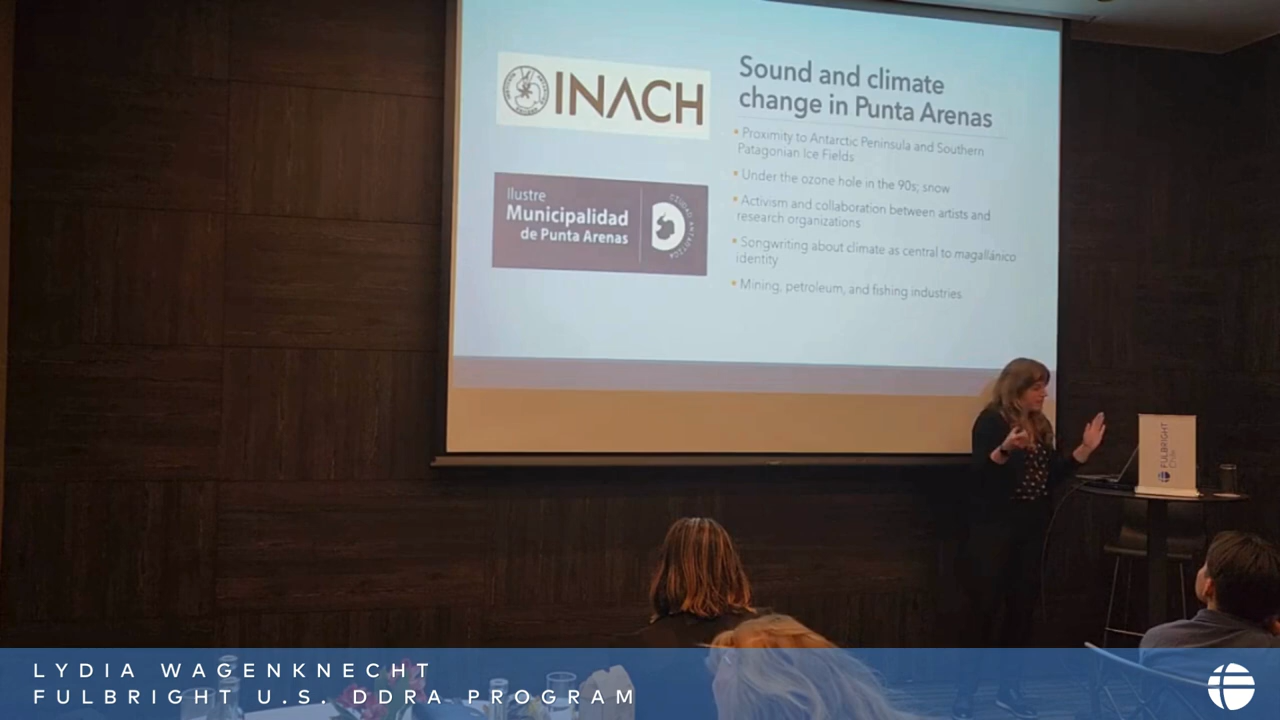 INACH
Ilustre
Municipalidad
de Punta Arenas
CIUDAD ANTÁRTICA
Sound and climate
change in Punta Arenas
Proximity to Antarctic Peninsula and Southern
Patagonian Ice Fields
Under the ozone hole in the 90s; snow
Activism and collaboration between artists and
research organizations
Songwriting about climate as central to magallánico
identity
Mining, petroleum, and fishing industries
FULBRIGHT
LYDIA WAGENKNECHT
FULBRIGHT U.S. DDRA PROGRAM